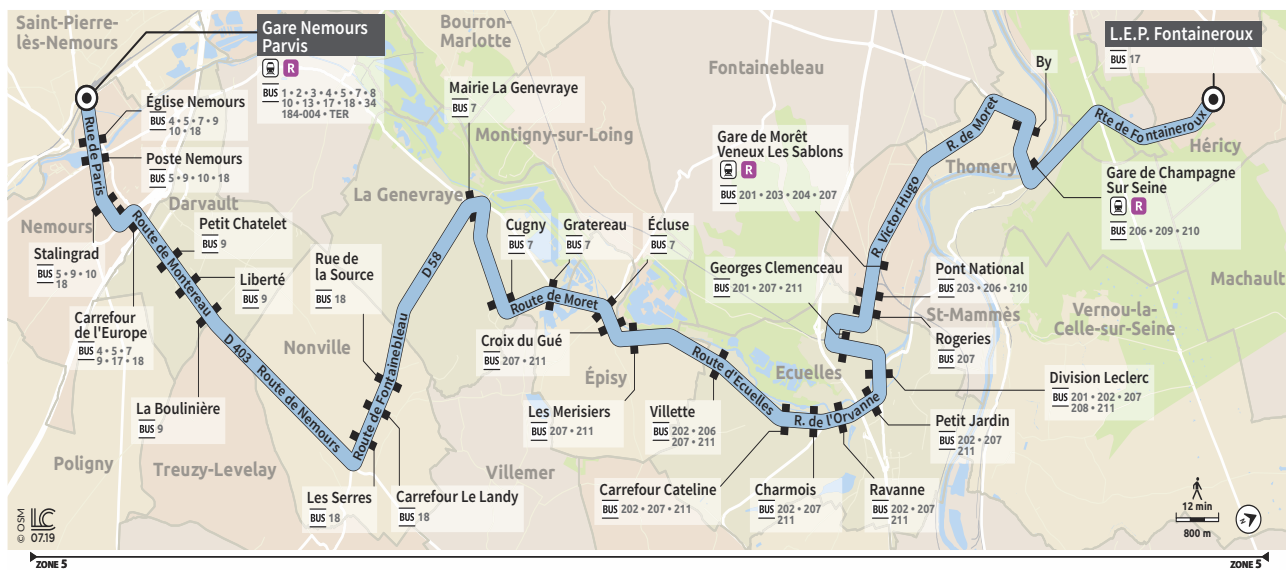 Saint-Pierre-
lès-Nemours
Gare Nemours
Parvis
R
BUS 1 • 2 • 3 • 4 • 5 • 7 • 8
10 • 13 • 17 • 18 • 34
184-004 • TER
Bourron-
Marlotte
Fontainebleau
By
L.E.P. Fontaineroux
BUS 17
Église Nemours
BUS 4 • 5 • 7 • 9
10 • 18
Poste Nemours
BUS 5 • 9 • 10 • 18
Rue de Paris
Nemours
Darvault
Stalingrad
BUS 5 • 9 • 10
18
Petit Chatelet
BUS 9
Liberté
BUS 9
Route de Montereau
Carrefour
de l'Europe
BUS 4 • 5 • 7
9 • 17 • 18
La Boulinière
BUS 9
D 403 Route de Nemours
Poligny
Treuzy-Levelay
Nonville
Rue de
la Source
BUS 18
Les Serres
BUS 18
Carrefour Le Landy
BUS 18
Route de Fontainebleau
D 58
La Genevraye
Mairie La Genevraye
BUS 7
Montigny-sur-Loing
Cugny
BUS 7
Gratereau
BUS 7
Écluse
BUS 7
Route de Moret
Croix du Gué
BUS 207 • 211
Épisy
Les Merisiers
BUS 207 • 211
Villemer
Villette
BUS 202 • 206
207 • 211
Route d'Ecuelles
Carrefour Cateline
BUS 202 • 207 • 211
Charmois
BUS 202 • 207
211
Ravanne
BUS 202 • 207
211
R. de l'Orvanne
Ecuelles
Petit Jardin
BUS 202 • 207
211
Division Leclerc
BUS 201 • 202 • 207
208 • 211
Georges Clemenceau
BUS 201 • 207 • 211
Rogeries
BUS 207
St-Mammès
Pont National
BUS 203 • 206 • 210
Gare de Morêt
Veneux Les Sablons
R
BUS 201 • 203 • 204 • 207
R. Victor Hugo
R. de Moret
Thomery
Rte de Fontaineroux
Héricy
Gare de Champagne
Sur Seine
R
BUS 206 • 209 • 210
Machault
Vernou-la-
Celle-sur-Seine
12 min
800 m
© OSM
LC
07.19
ZONE 5
ZONE 5